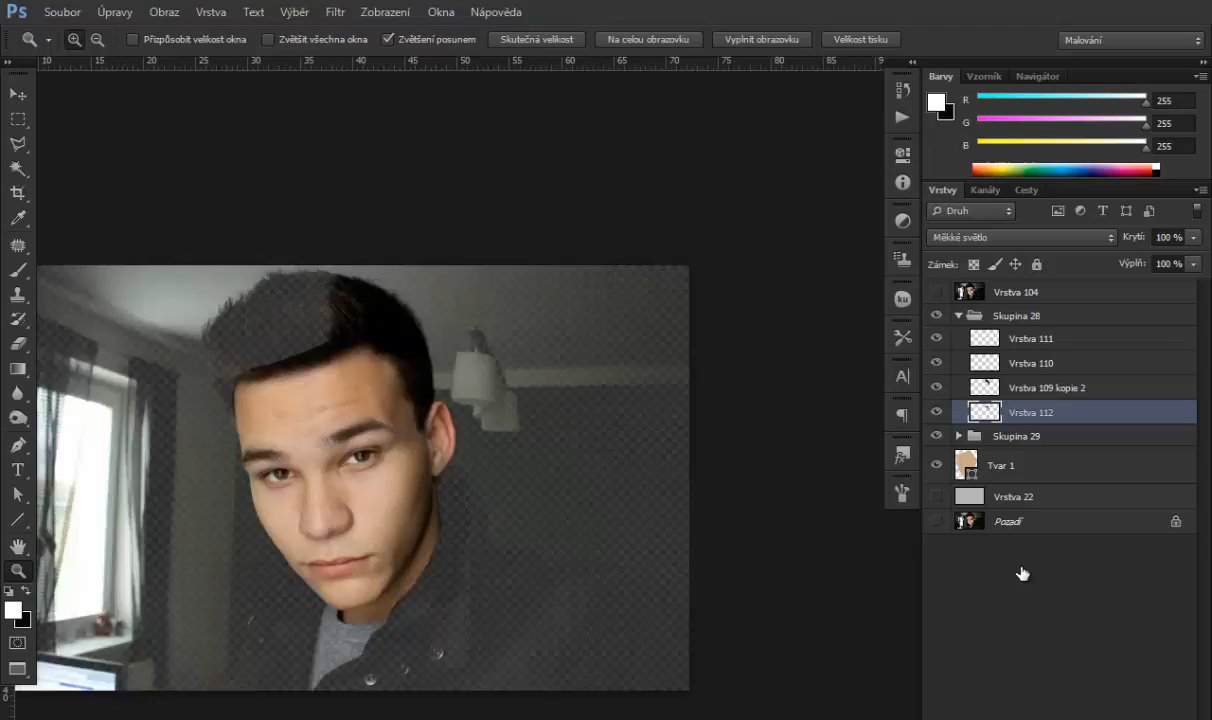 Ps Soubor Úpravy Obraz Vrstva Text Výběr Filtr Zobrazení Okna Nápověda
Přizpůsobit velikost okna Zvětšit všechna okna Zvětšení posunem Skutečná velikost Na celou obrazovku Vyplnit obrazovku Velikost tisku Malování
10 15 20 25 30 35 40 45 50 55 60 65 70 75 80 85 9
Barvy Vzorník Navigátor
R 255
G 255
B 255
Vrstvy Kanály Cesty
Druh
Měkké světlo Krytí: 100 %
Zámek: Výplň: 100 %
Vrstva 104
Skupina 28
Vrstva 111
Vrstva 110
Vrstva 109 kopie 2
Vrstva 112
Skupina 29
Tvar 1
Vrstva 22
Pozadí
ku
A
4
0